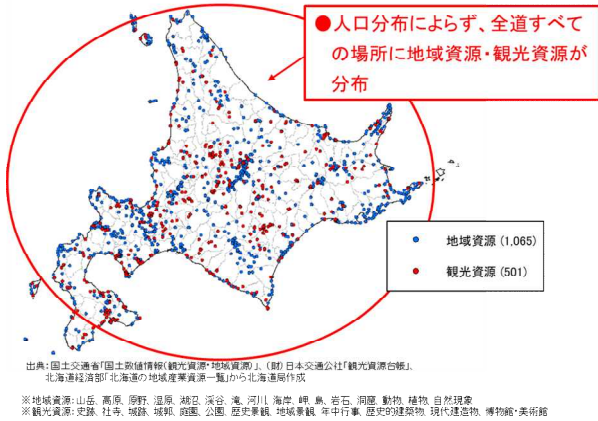 ●人口分布によらず、全道すべて
の場所に地域資源・観光資源が
分布
地域資源 (1,065)
観光資源 (501)
出典:国土交通省「国土数値情報(観光資源・地域資源)」、(財)日本交通公社「観光資源台帳」、
北海道経済部「北海道の地域産業資源一覧」から北海道局作成
※地域資源:山岳、高原、原野、湿原、湖沼、渓谷、滝、河川、海岸、岬、島、岩石、洞窟、動物、植物、自然現象
※観光資源:史跡、社寺、城跡、城郭、庭園、公園、歴史景観、地域景観、年中行事、歴史的建築物、現代建造物、博物館・美術館